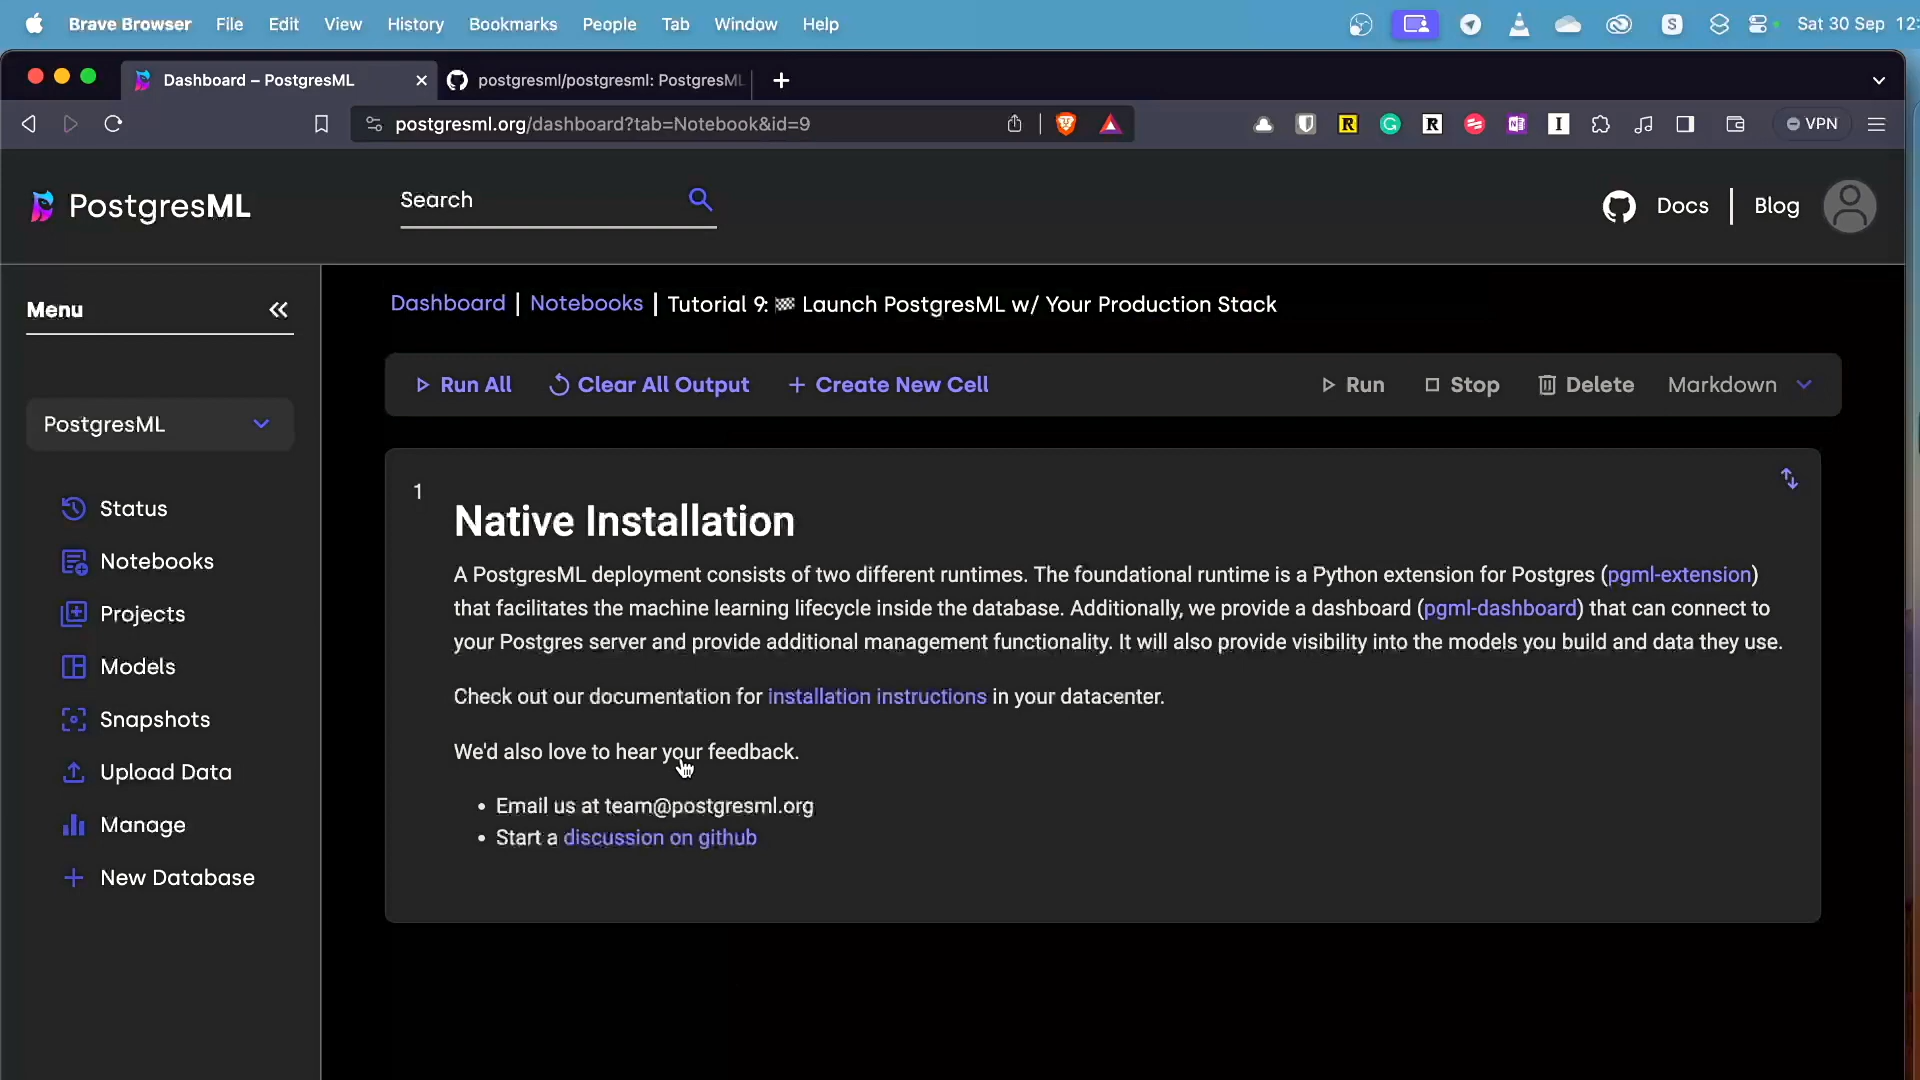 Brave Browser File Edit View History Bookmarks People Tab Window Help S Sat 30 Sep 12:
Dashboard – PostgresML postgresml/postgresml: PostgresML
postgresml.org/dashboard?tab=Notebook&id=9 R G R N I VPN
PostgresML Search Docs Blog
Menu
Dashboard | Notebooks | Tutorial 9: 🏁 Launch PostgresML w/ Your Production Stack
Run All Clear All Output + Create New Cell Run Stop Delete Markdown
PostgresML
Status
Notebooks
Projects
Models
Snapshots
Upload Data
Manage
New Database
1
Native Installation
A PostgresML deployment consists of two different runtimes. The foundational runtime is a Python extension for Postgres (pgml-extension)
that facilitates the machine learning lifecycle inside the database. Additionally, we provide a dashboard (pgml-dashboard) that can connect to
your Postgres server and provide additional management functionality. It will also provide visibility into the models you build and data they use.
Check out our documentation for installation instructions in your datacenter.
We'd also love to hear your feedback.
• Email us at team@postgresml.org
• Start a discussion on github